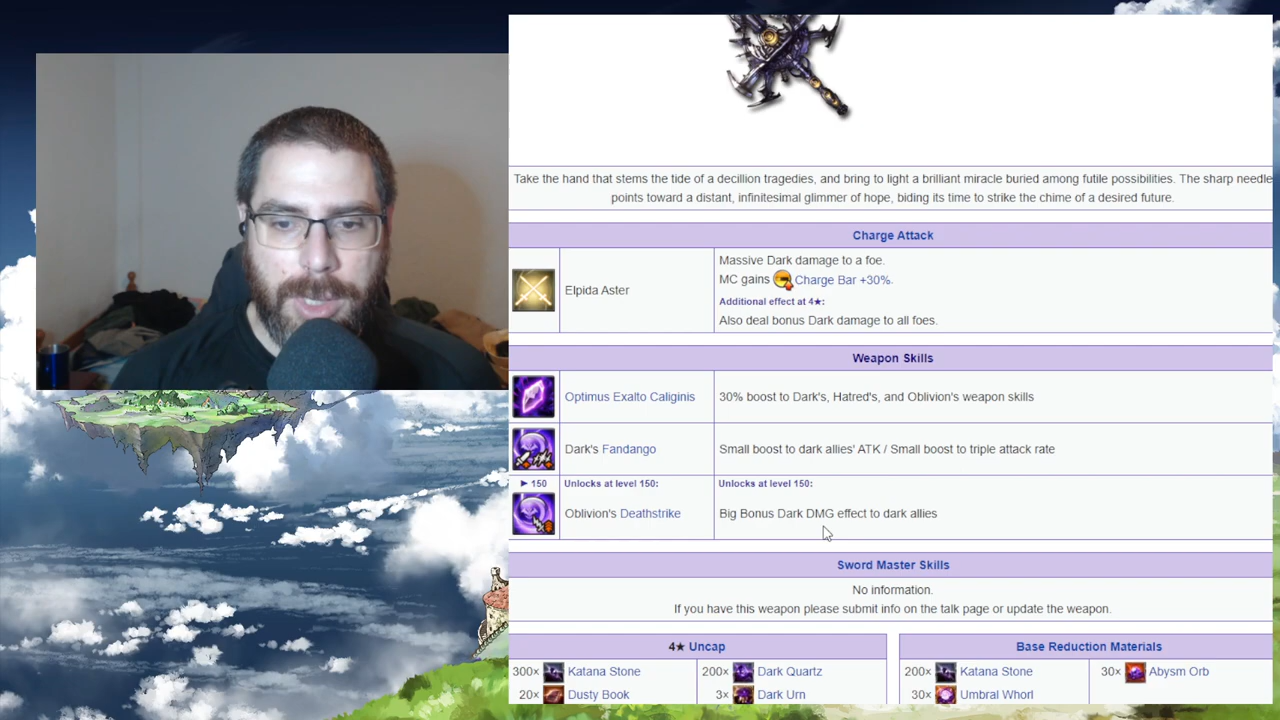 Take the hand that stems the tide of a decillion tragedies, and bring to light a brilliant miracle buried among futile possibilities. The sharp needle
points toward a distant, infinitesimal glimmer of hope, biding its time to strike the chime of a desired future.
Charge Attack
Elpida Aster
Massive Dark damage to a foe.
MC gains Charge Bar +30%.
Additional effect at 4★:
Also deal bonus Dark damage to all foes.
Weapon Skills
Optimus Exalto Caliginis
30% boost to Dark's, Hatred's, and Oblivion's weapon skills
Dark's Fandango
Small boost to dark allies' ATK / Small boost to triple attack rate
►150 Unlocks at level 150: Unlocks at level 150:
Oblivion's Deathstrike
Big Bonus Dark DMG effect to dark allies
Sword Master Skills
No information.
If you have this weapon please submit info on the talk page or update the weapon.
4★ Uncap
300x Katana Stone 200x Dark Quartz
20x Dusty Book 3x Dark Urn
Base Reduction Materials
200x Katana Stone 30x Abysm Orb
30x Umbral Whorl